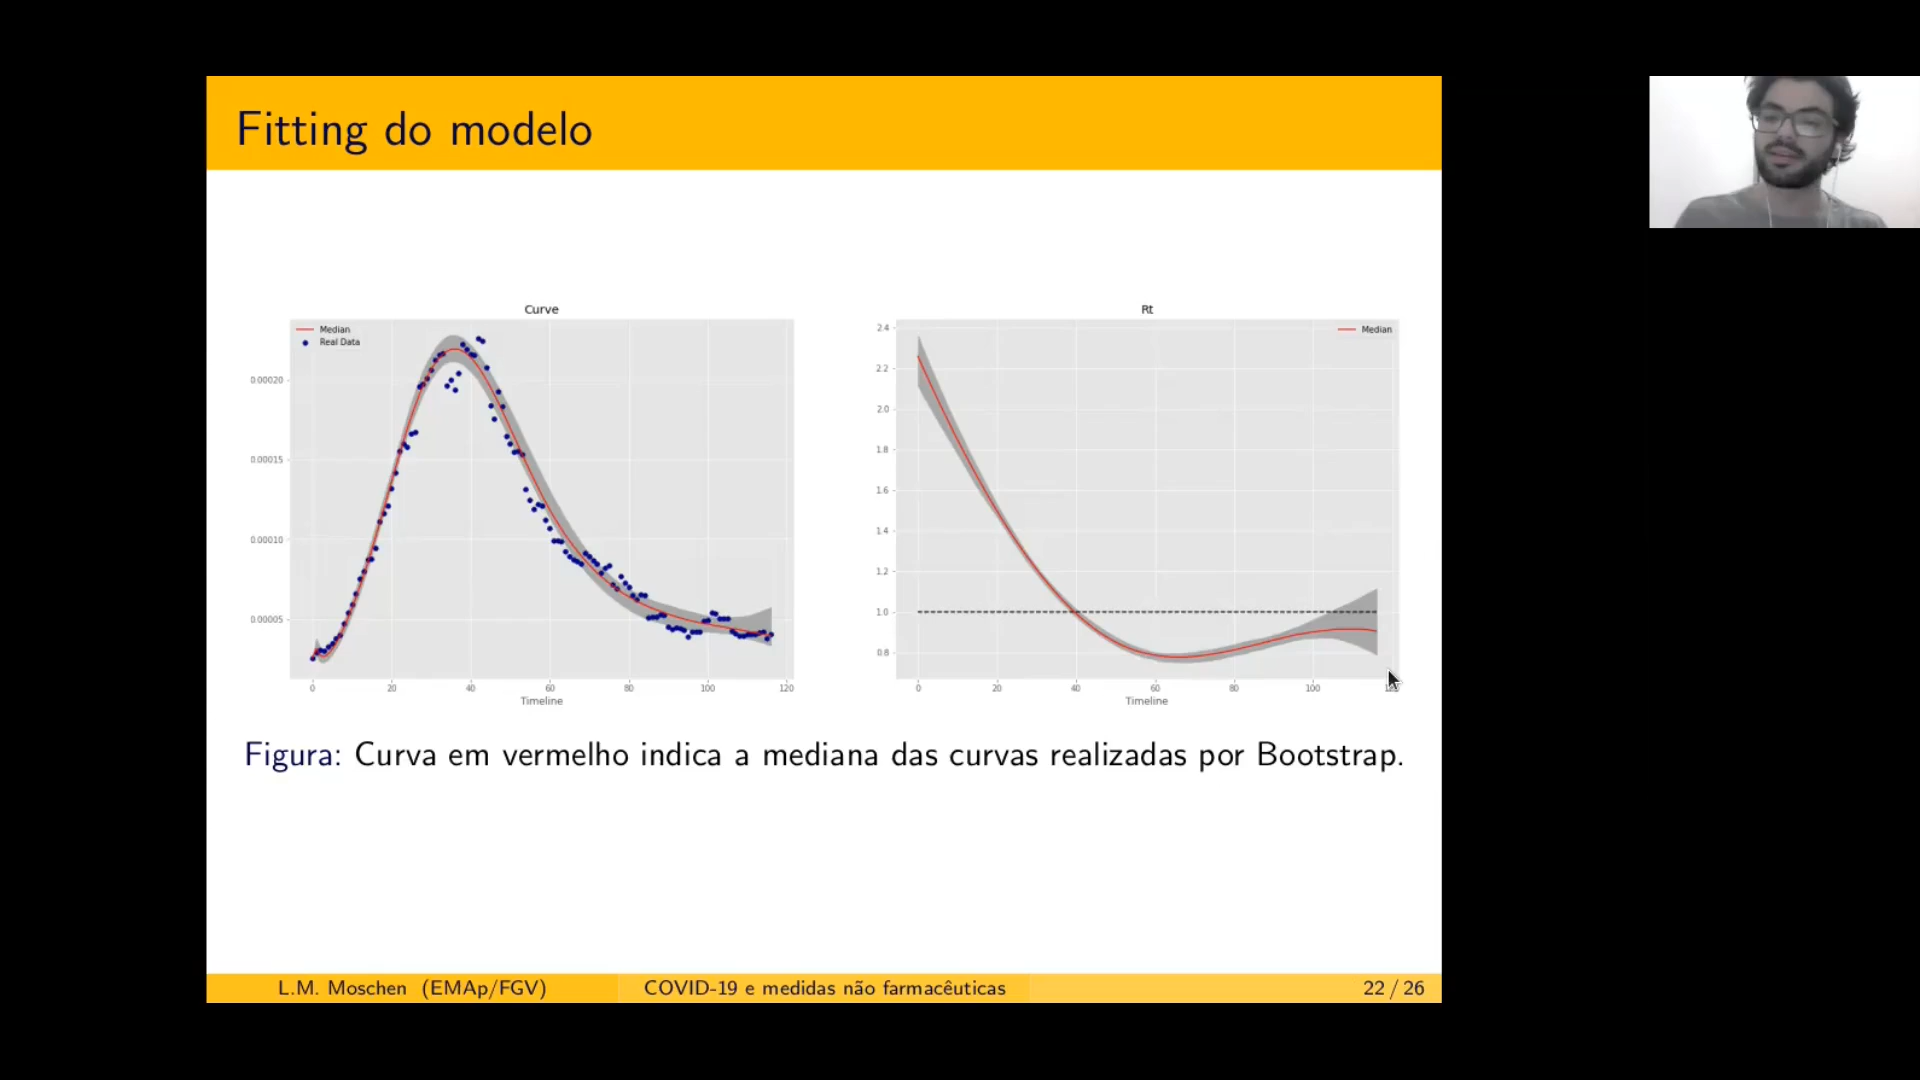 Fitting do modelo
Curve
Median
Real Data
0.00020
0.00015
0.00010
0.00005
0 20 40 60 80 100 120
Timeline
Rt
Median
2.4
2.2
2.0
1.8
1.6
1.4
1.2
1.0
0.8
0 20 40 60 80 100
Timeline
Figura: Curva em vermelho indica a mediana das curvas realizadas por Bootstrap.
L.M. Moschen (EMAp/FGV) COVID-19 e medidas não farmacêuticas 22 / 26